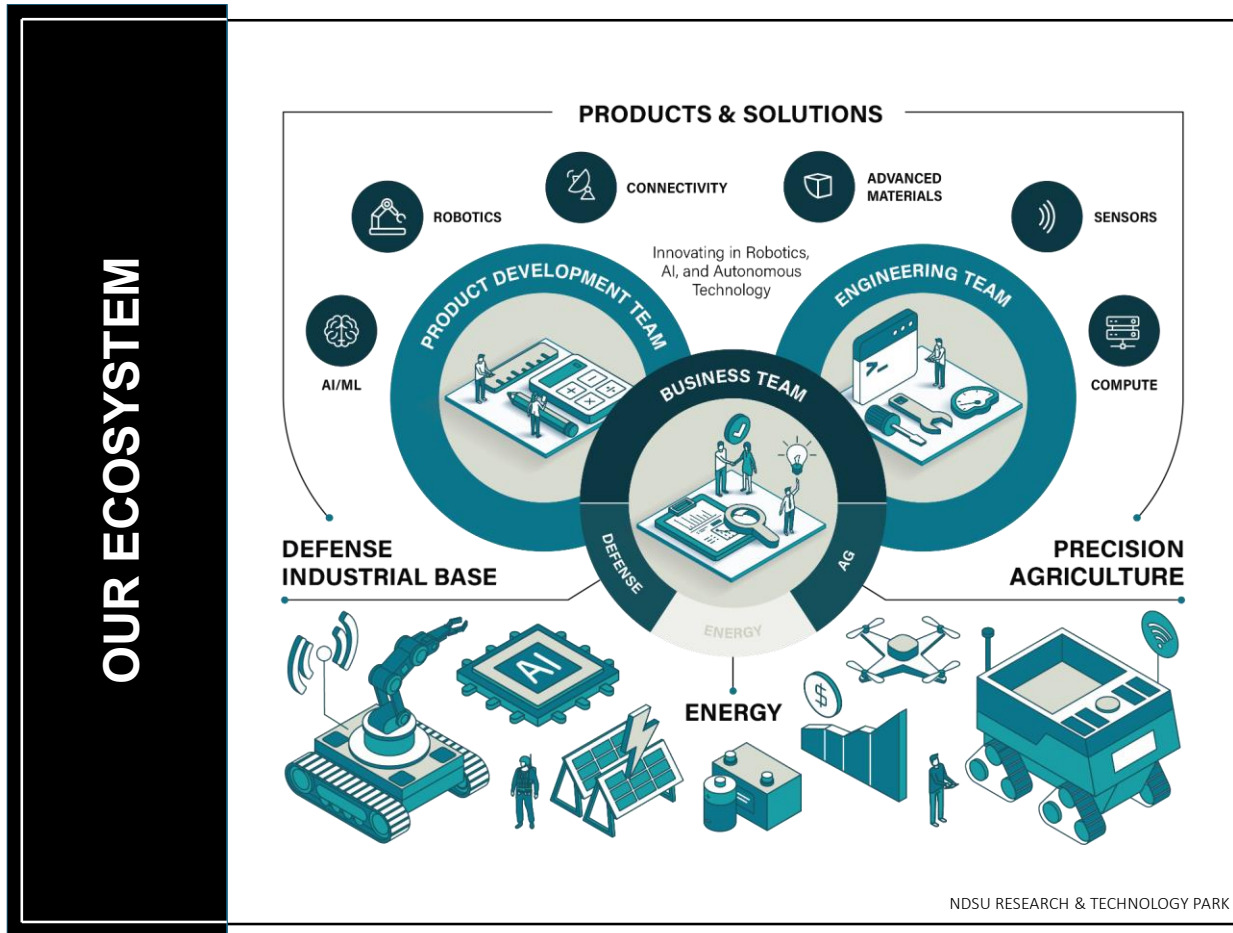 OUR ECOSYSTEM
PRODUCTS & SOLUTIONS
ROBOTICS
CONNECTIVITY
ADVANCED
MATERIALS
SENSORS
AI/ML
COMPUTE
Innovating in Robotics,
AI, and Autonomous
Technology
PRODUCT DEVELOPMENT TEAM
ENGINEERING TEAM
>_
BUSINESS TEAM
DEFENSE
ENERGY
AG
DEFENSE
INDUSTRIAL BASE
PRECISION
AGRICULTURE
ENERGY
AI
$
NDSU RESEARCH & TECHNOLOGY PARK